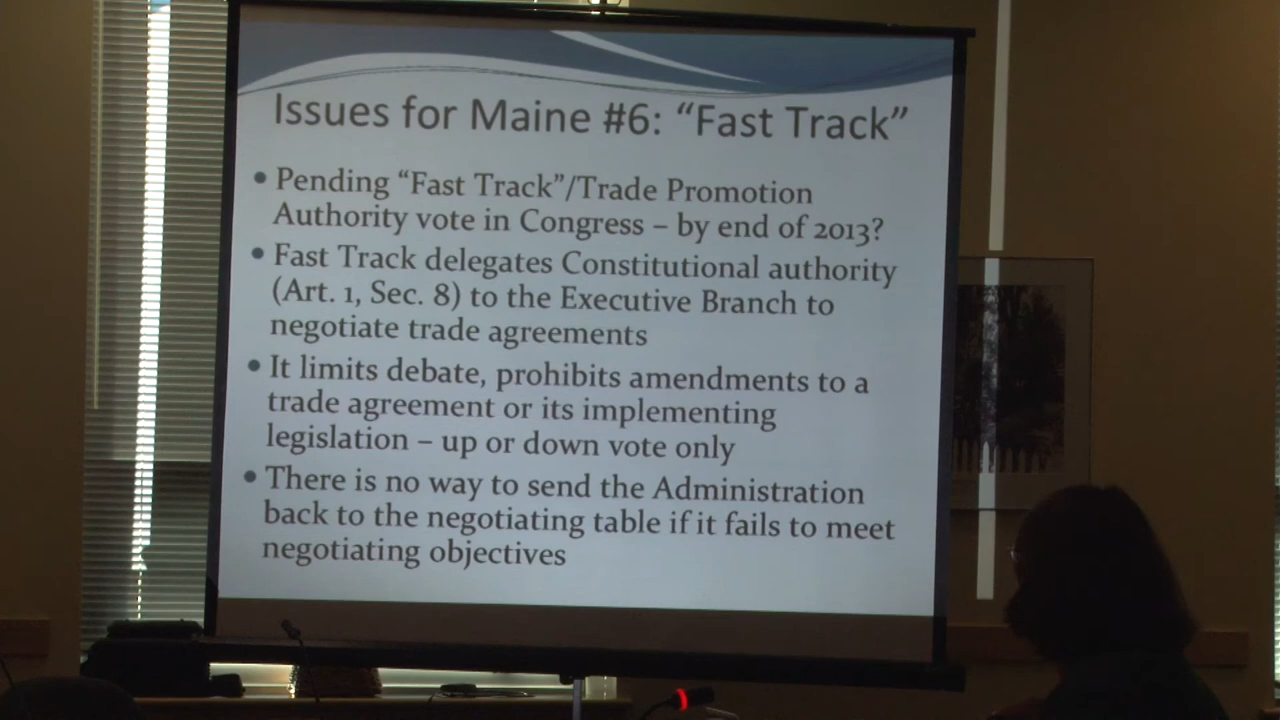 Issues for Maine #6: “Fast Track”
• Pending “Fast Track”/Trade Promotion
Authority vote in Congress – by end of 2013?
• Fast Track delegates Constitutional authority
(Art. 1, Sec. 8) to the Executive Branch to
negotiate trade agreements
• It limits debate, prohibits amendments to a
trade agreement or its implementing
legislation – up or down vote only
• There is no way to send the Administration
back to the negotiating table if it fails to meet
negotiating objectives